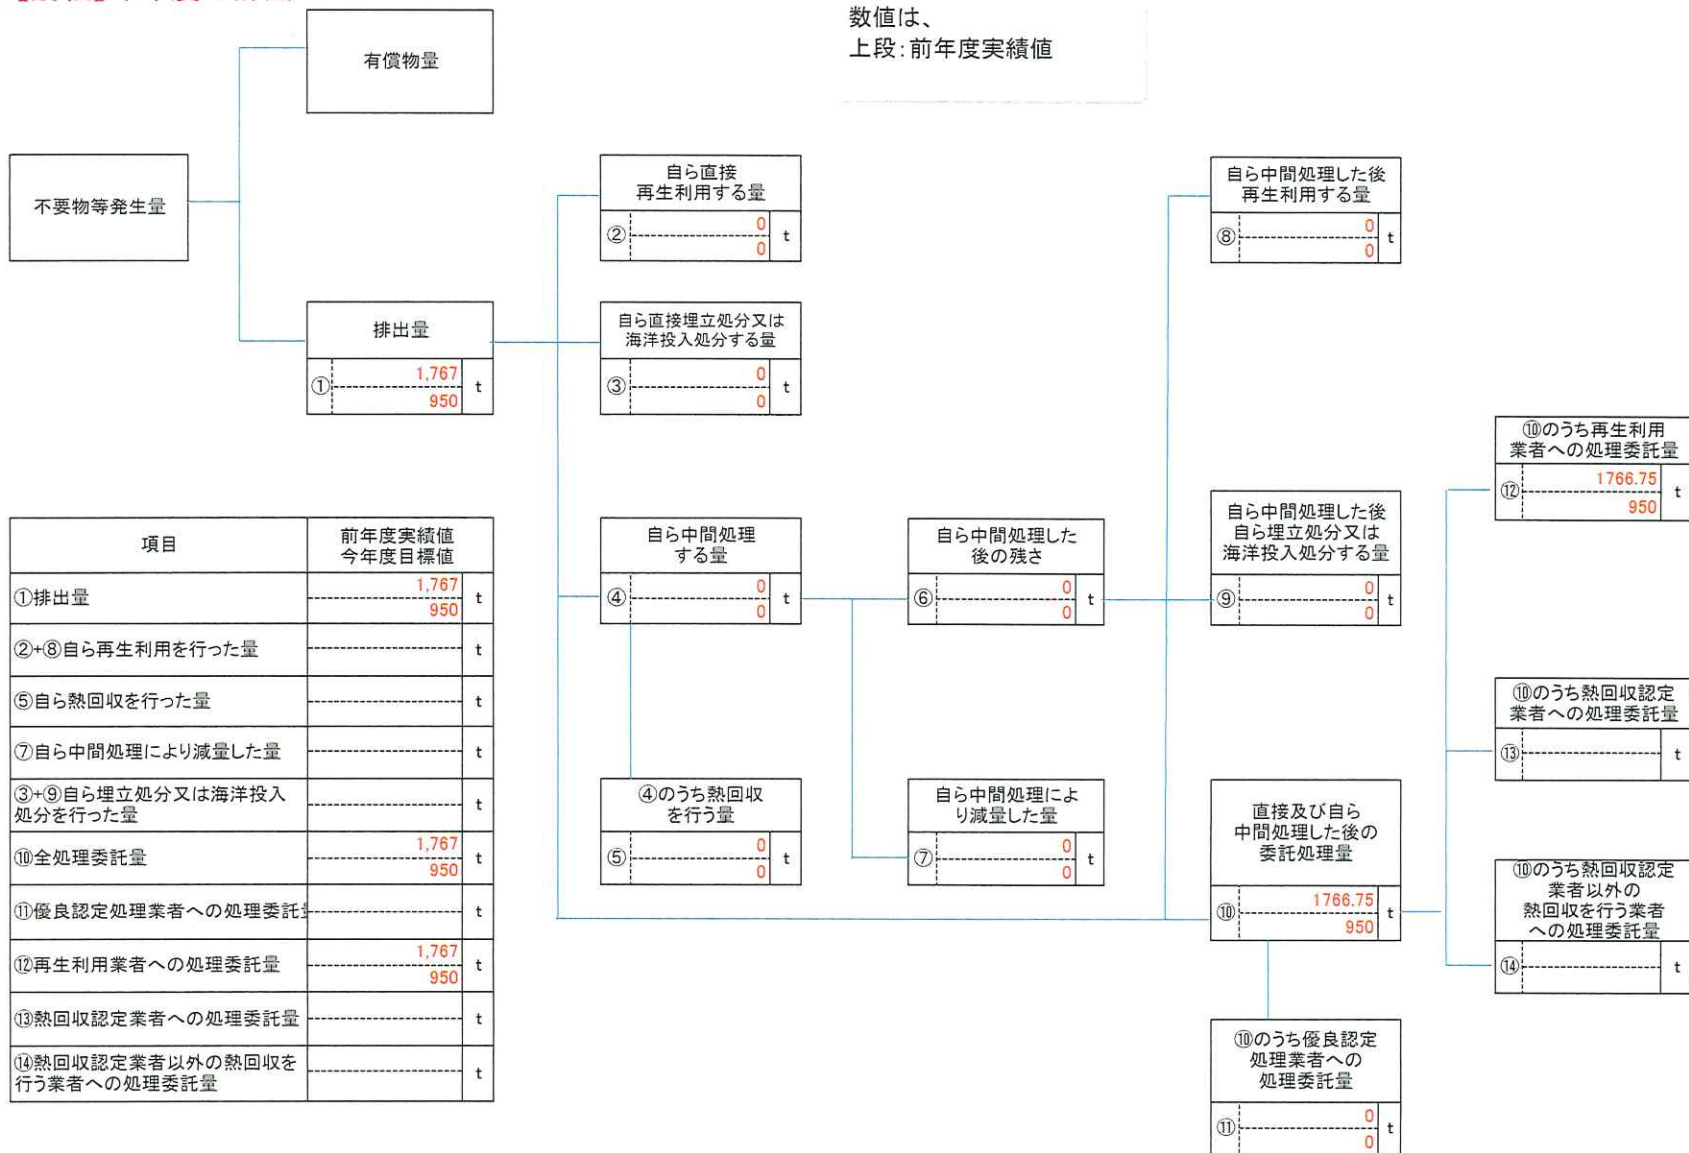 数値は、
上段:前年度実績値
有償物量
不要物等発生量
排出量
① 1,767 t
950
自ら直接
再生利用する量
② 0 t
0
自ら直接埋立処分又は
海洋投入処分する量
③ 0 t
0
自ら中間処理
する量
④ 0 t
0
④のうち熱回収
を行う量
⑤ 0 t
0
自ら中間処理した
後の残さ
⑥ 0 t
0
自ら中間処理によ
り減量した量
⑦ 0 t
0
自ら中間処理した後
再生利用する量
⑧ 0 t
0
自ら中間処理した後
自ら埋立処分又は
海洋投入処分する量
⑨ 0 t
0
直接及び自ら
中間処理した後の
委託処理量
⑩ 1766.75 t
950
⑩のうち優良認定
処理業者への
処理委託量
⑪ 0 t
0
⑩のうち再生利用
業者への処理委託量
⑫ 1766.75 t
950
⑩のうち熱回収認定
業者への処理委託量
⑬ t
⑩のうち熱回収認定
業者以外の
熱回収を行う業者
への処理委託量
⑭ t
項目 前年度実績値
今年度目標値
①排出量 1,767 t
950
②+⑧自ら再生利用を行った量 t
⑤自ら熱回収を行った量 t
⑦自ら中間処理により減量した量 t
③+⑨自ら埋立処分又は海洋投入
処分を行った量 t
⑩全処理委託量 1,767 t
950
⑪優良認定処理業者への処理委託 t
⑫再生利用業者への処理委託量 1,767 t
950
⑬熱回収認定業者への処理委託量 t
⑭熱回収認定業者以外の熱回収を
行う業者への処理委託量 t